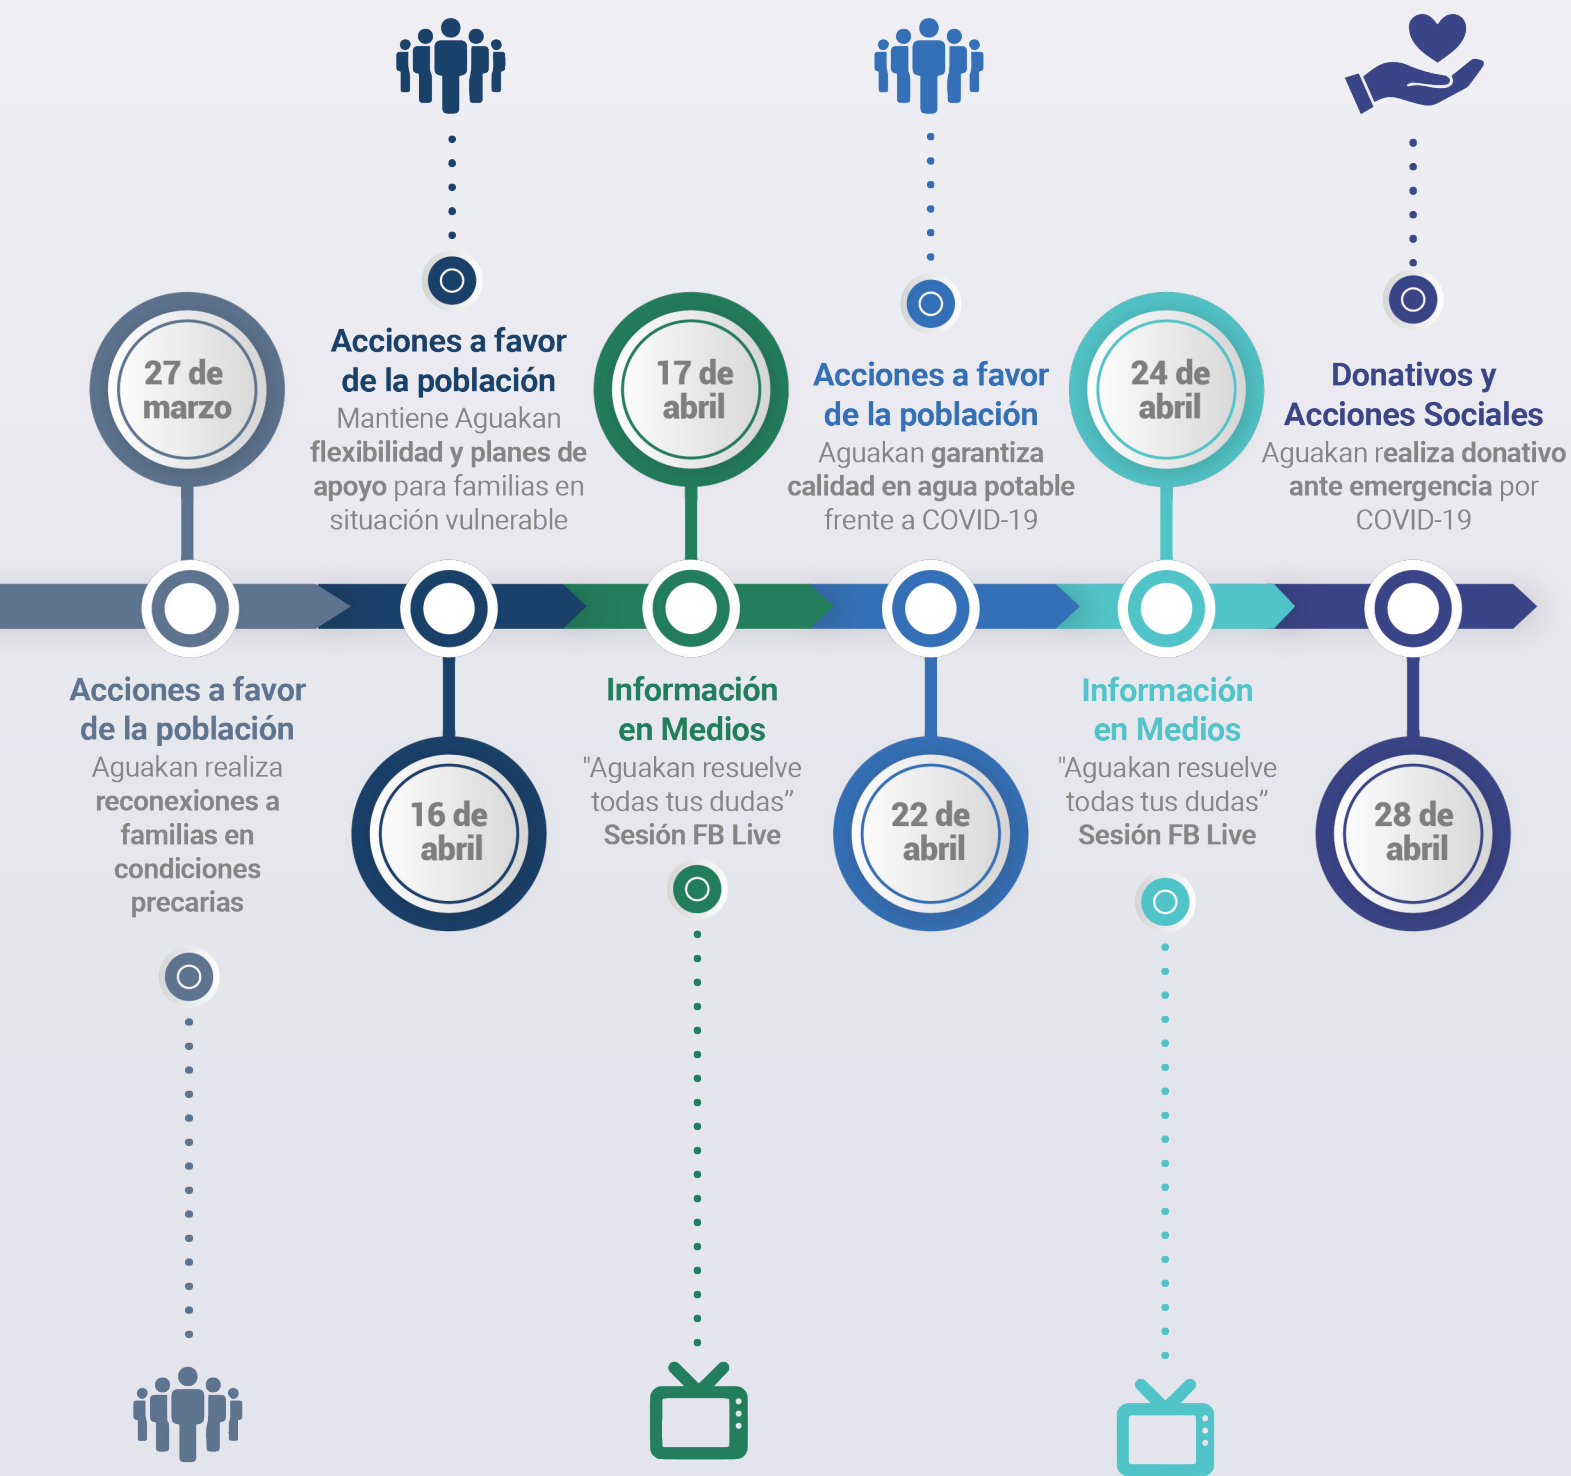 27 de
marzo
Acciones a favor
de la población
Aguakan realiza
reconexiones a
familias en
condiciones
precarias
Acciones a favor
de la población
Mantiene Aguakan
flexibilidad y planes de
apoyo para familias en
situación vulnerable
16 de
abril
17 de
abril
Información
en Medios
"Aguakan resuelve
todas tus dudas”
Sesión FB Live
Acciones a favor
de la población
Aguakan garantiza
calidad en agua potable
frente a COVID-19
22 de
abril
24 de
abril
Información
en Medios
"Aguakan resuelve
todas tus dudas”
Sesión FB Live
Donativos y
Acciones Sociales
Aguakan realiza donativo
ante emergencia por
COVID-19
28 de
abril